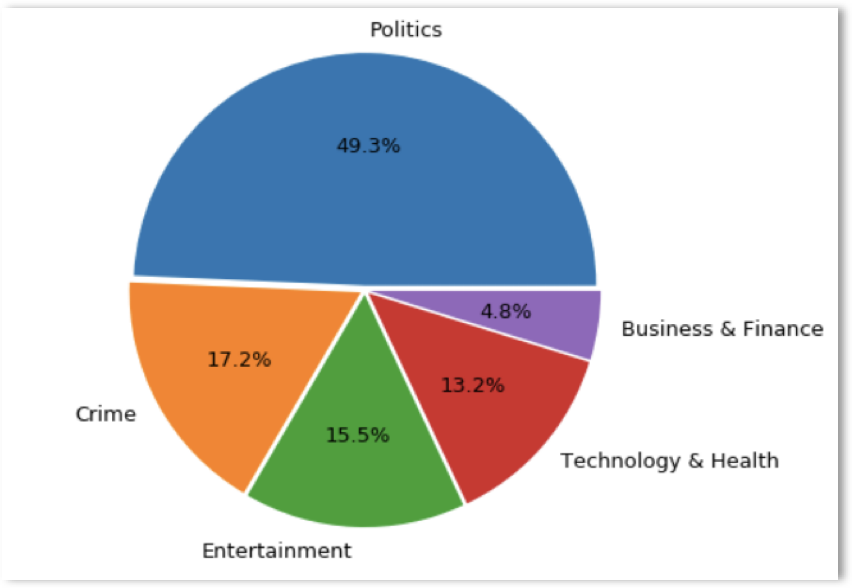 Politics
49.3%
4.8%
Business & Finance
17.2%
13.2%
Crime
15.5%
Technology & Health
Entertainment